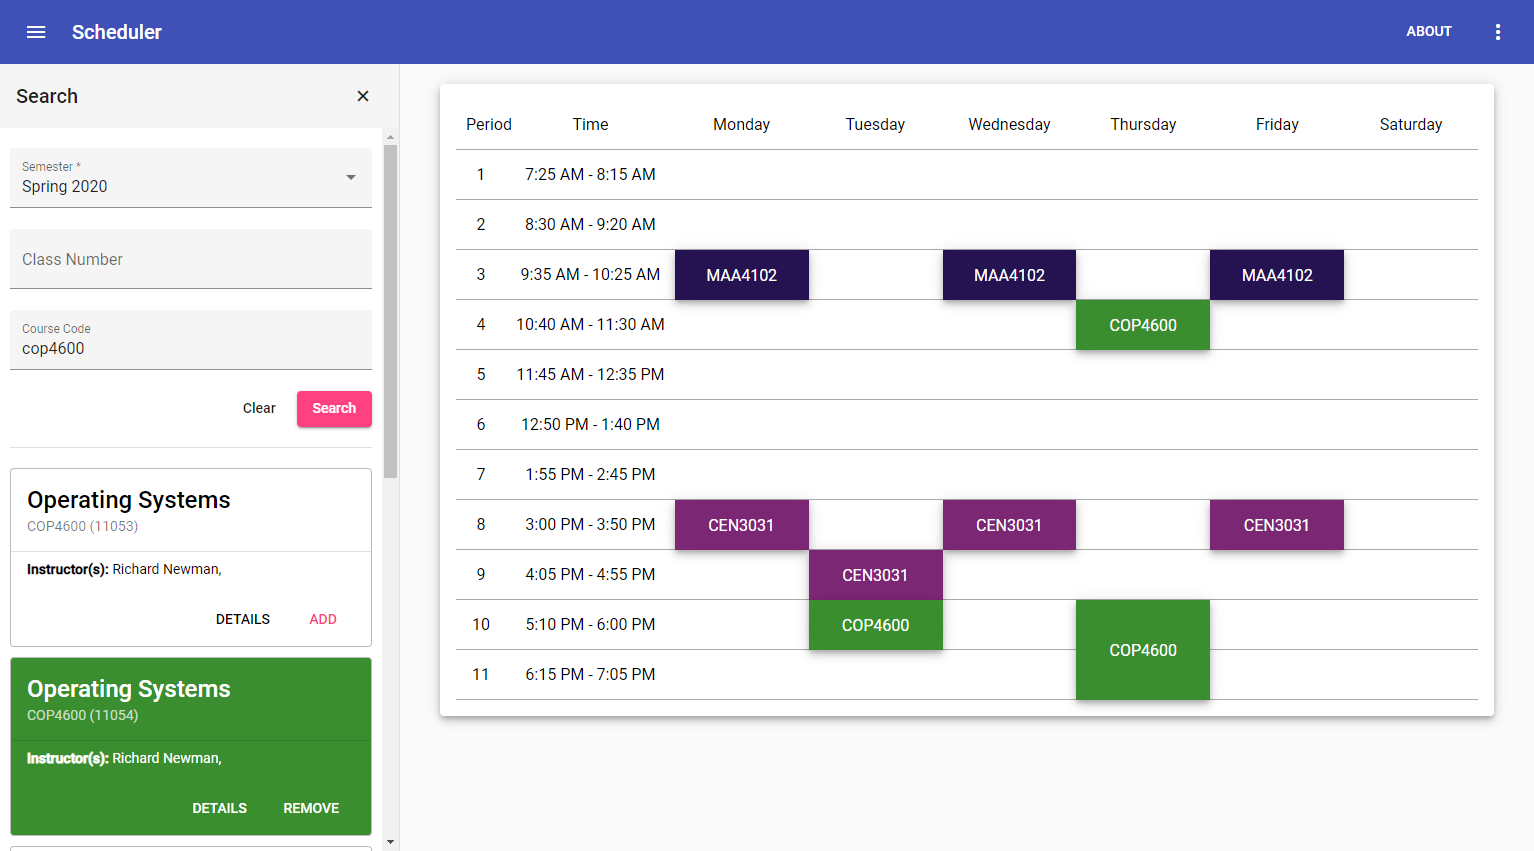 Scheduler
ABOUT
Search
Semester *
Spring 2020
Class Number
Course Code
cop4600
Clear Search
Operating Systems
COP4600 (11053)
Instructor(s): Richard Newman,
DETAILS ADD
Operating Systems
COP4600 (11054)
Instructor(s): Richard Newman,
DETAILS REMOVE
Period Time Monday Tuesday Wednesday Thursday Friday Saturday
1 7:25 AM - 8:15 AM
2 8:30 AM - 9:20 AM
3 9:35 AM - 10:25 AM MAA4102 MAA4102 MAA4102
4 10:40 AM - 11:30 AM COP4600
5 11:45 AM - 12:35 PM
6 12:50 PM - 1:40 PM
7 1:55 PM - 2:45 PM
8 3:00 PM - 3:50 PM CEN3031 CEN3031 CEN3031
9 4:05 PM - 4:55 PM CEN3031
10 5:10 PM - 6:00 PM COP4600
COP4600
11 6:15 PM - 7:05 PM